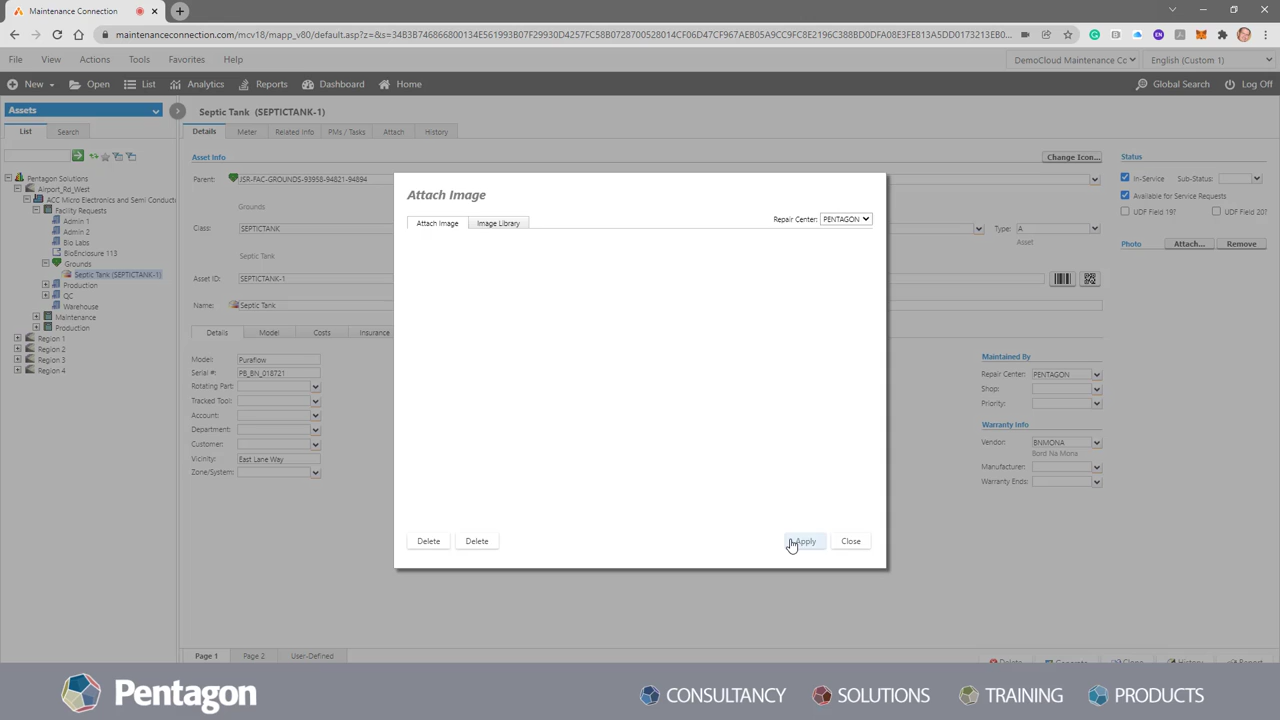 Maintenance Connection
maintenanceconnection.com/mcv18/mapp_v80/default.asp?z=&s=34B3B746866800134E561993B07F29930D4257FC58B0728700528014CF06D47CF967AEB05A9CC9FC8E2196C388BD0DFA08E3FE813A5DD0173213EB0...
File View Actions Tools Favorites Help DemoCloud Maintenance Cc English (Custom 1)
New Open List Analytics Reports Dashboard Home Global Search Log Off
Assets
Septic Tank (SEPTICTANK-1)
List Search
Details Meter Related Info PMs / Tasks Attach History
Asset Info Change Icon... Status
Parent: JSR-PAC-GROUNDS-93958-94821-94894
Grounds
In-Service Sub-Status:
Available for Service Requests
UDF Field 19? UDF Field 20?
Class: SEPTICTANK Type: A
Septic Tank Asset
Photo Attach... Remove
Asset ID: SEPTICTANK-1
Name: Septic Tank
Details Model Costs Insurance
Model: Puraflow
Serial #: PB_BN_018721
Rotating Part:
Tracked Tool:
Account:
Department:
Customer:
Vicinity: East Lane Way
Zone/System:
Pentagon Solutions
Airport_Rd_West
ACC Micro Electronics and Semi Conduct
Facility Requests
Admin 1
Admin 2
Bio Labs
BioEnclosure 113
Grounds
Septic Tank (SEPTICTANK-1)
Production
QC
Warehouse
Maintenance
Production
Region 1
Region 2
Region 3
Region 4
Attach Image
Attach Image Image Library
Repair Center: PENTAGON
Delete Delete Apply Close
Maintained By
Repair Center: PENTAGON
Shop:
Priority:
Warranty Info
Vendor: BNMONA
Bord Na Mona
Manufacturer:
Warranty Ends:
Page 1 Page 2 User-Defined
Pentagon CONSULTANCY SOLUTIONS TRAINING PRODUCTS